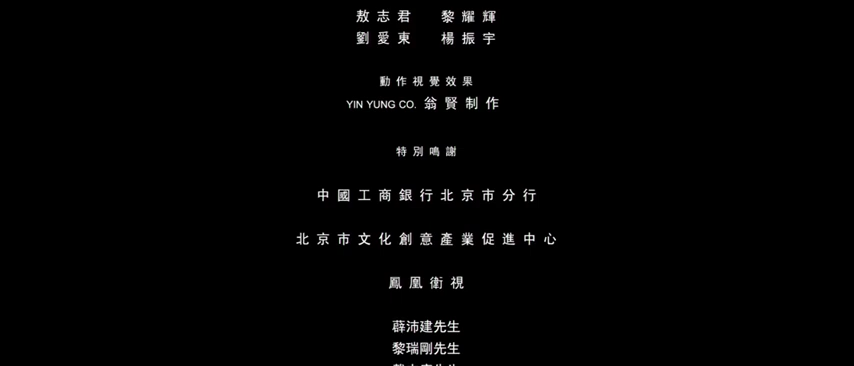 敖志君 黎耀輝
劉愛東 楊振宇
動作視覺效果
YIN YUNG CO. 翁賢制作
特別鳴謝
中國工商銀行北京市分行
北京市文化創意產業促進中心
鳳凰衛視
薜沛建先生
黎瑞剛先生